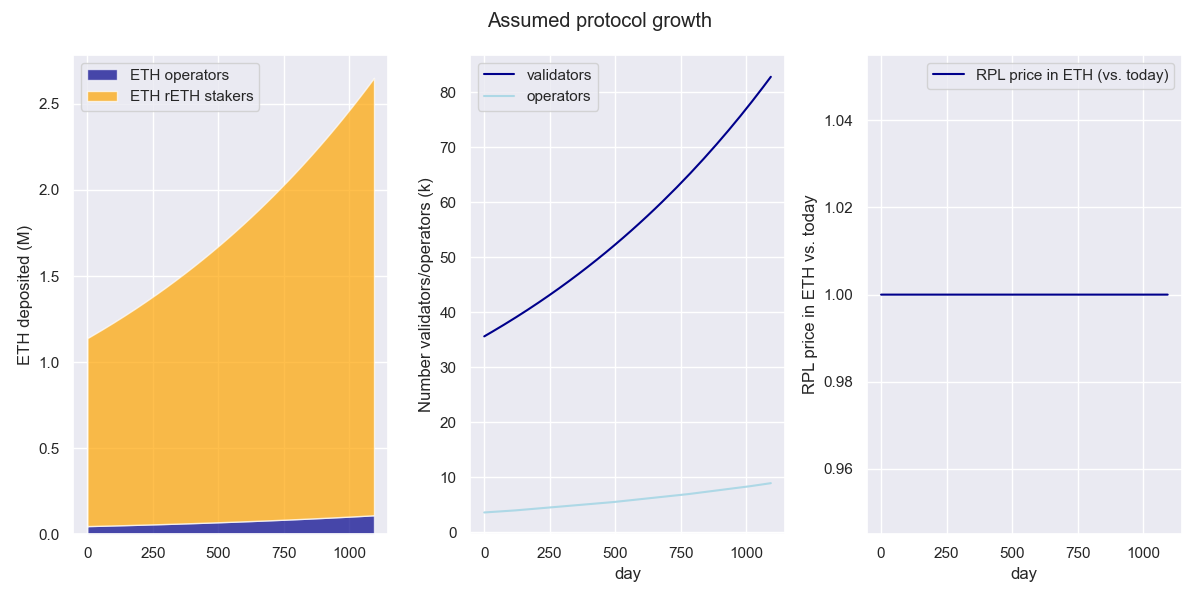 Assumed protocol growth
ETH operators
ETH rETH stakers
ETH deposited (M)
2.5
2.0
1.5
1.0
0.5
0.0
0 250 500 750 1000
validators
operators
Number validators/operators (k)
80
70
60
50
40
30
20
10
0
0 250 500 750 1000
day
RPL price in ETH (vs. today)
RPL price in ETH vs. today
1.04
1.02
1.00
0.98
0.96
0 250 500 750 1000
day